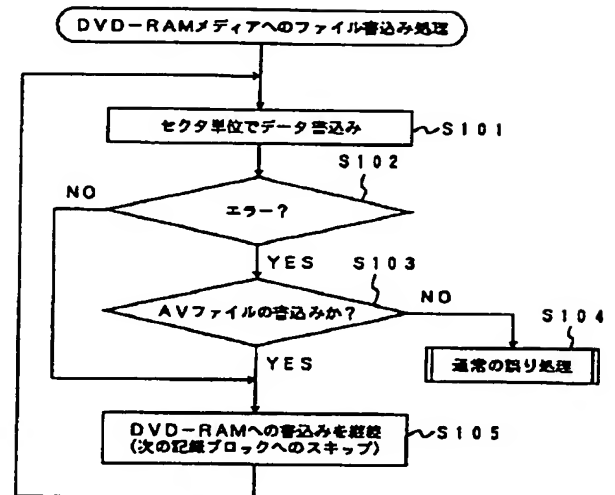 DVD-RAMメディアへのファイル書込み処理
セクタ単位でデータ書込み
S101
S102
NO
エラー?
YES
S103
NO
AVファイルの書込みか?
S104
YES
通常の誤り処理
DVD-RAMへの書込みを継続
(次の記録ブロックへのスキップ)
S105